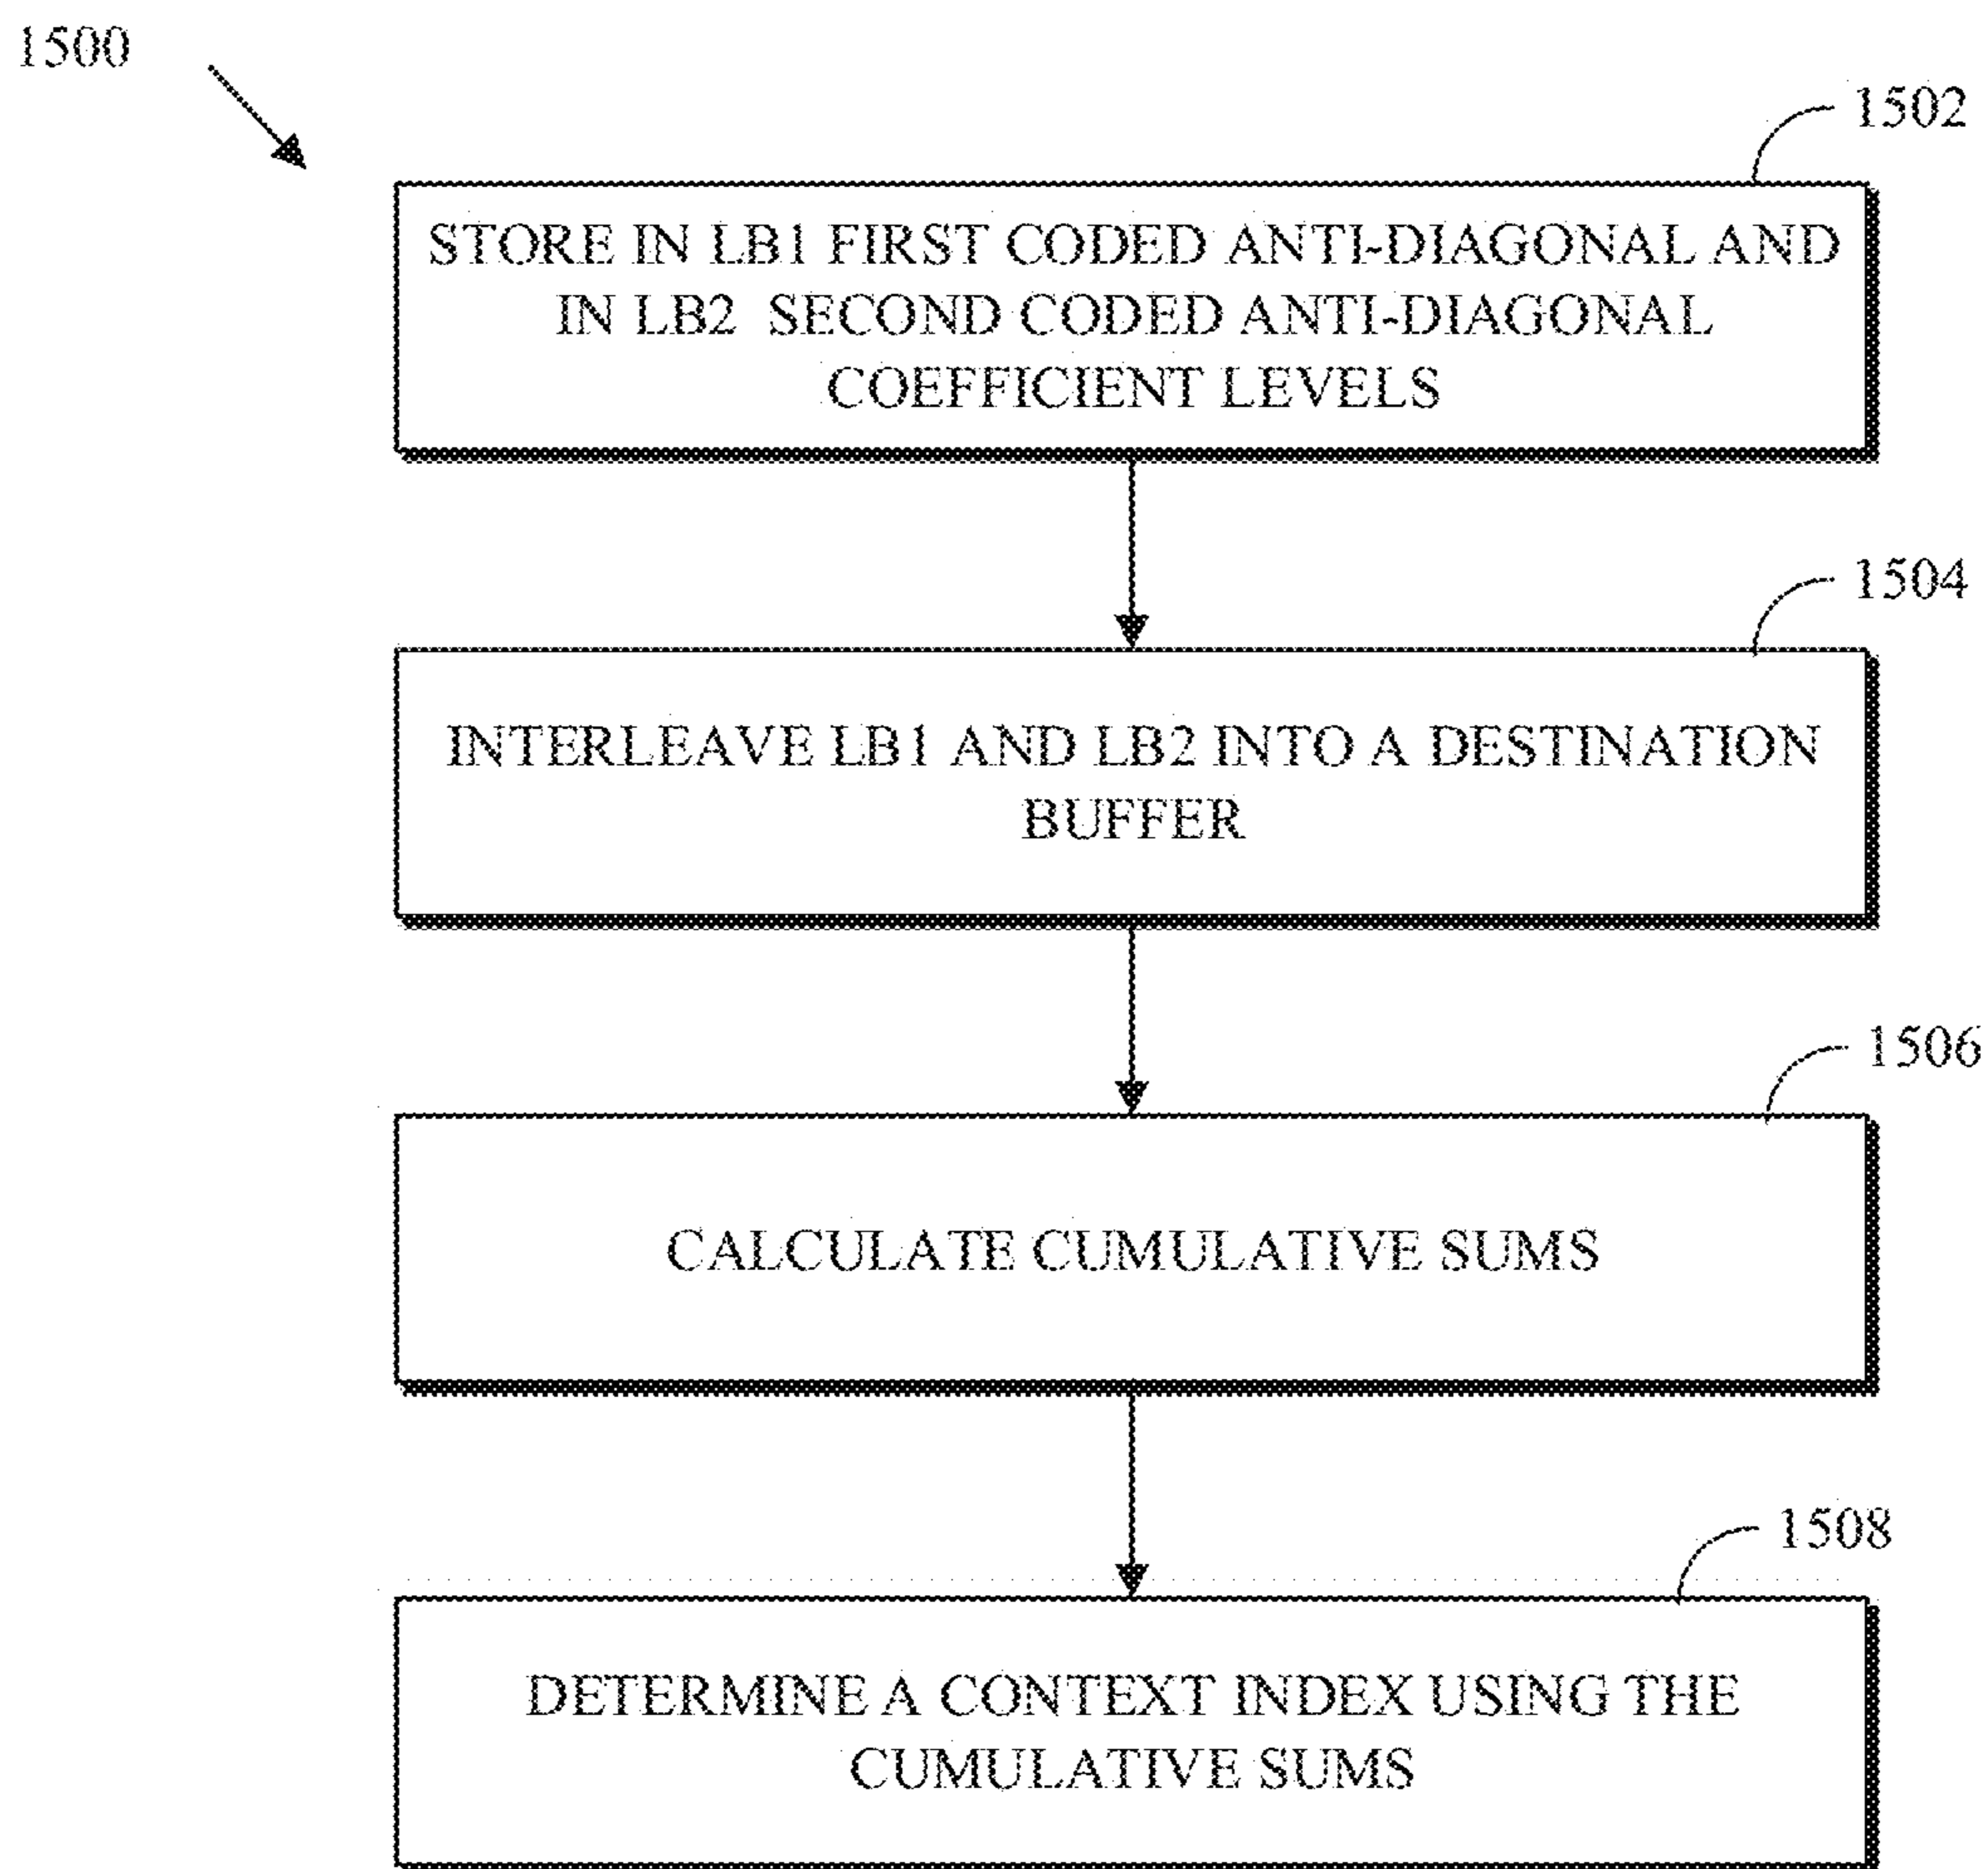 1500
1502
STORE IN LB1 FIRST CODED ANTI-DIAGONAL AND
IN LB2 SECOND CODED ANTI-DIAGONAL
COEFFICIENT LEVELS
1504
INTERLEAVE LB1 AND LB2 INTO A DESTINATION
BUFFER
1506
CALCULATE CUMULATIVE SUMS
1508
DETERMINE A CONTEXT INDEX USING THE
CUMULATIVE SUMS